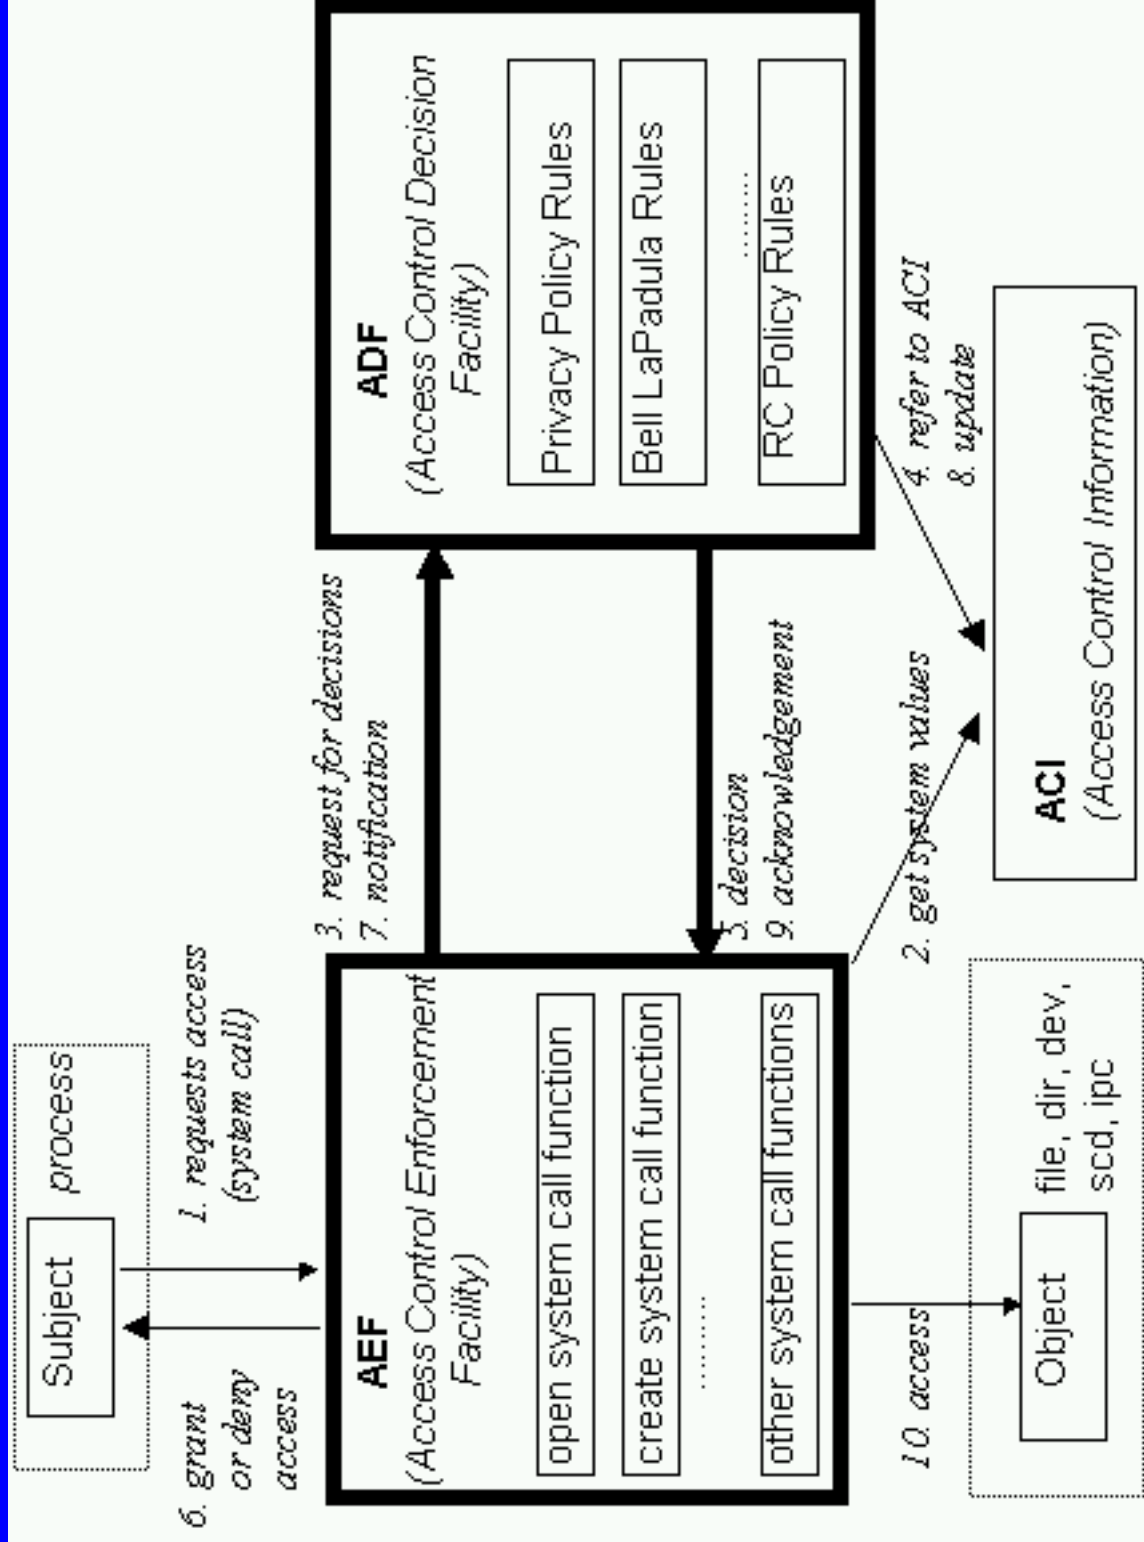 Subject
process
1. requests access
(system call)
6. grant
or deny
access
AEF
(Access Control Enforcement
Facility)
open system call function
create system call function
.........
other system call functions
3. request for decisions
7. notification
5. decision
9. acknowledgement
ADF
(Access Control Decision
Facility)
Privacy Policy Rules
Bell LaPadula Rules
.........
RC Policy Rules
2. get system values
4. refer to ACI
8. update
10. access
Object
file, dir, dev,
scd, ipc
ACI
(Access Control Information)